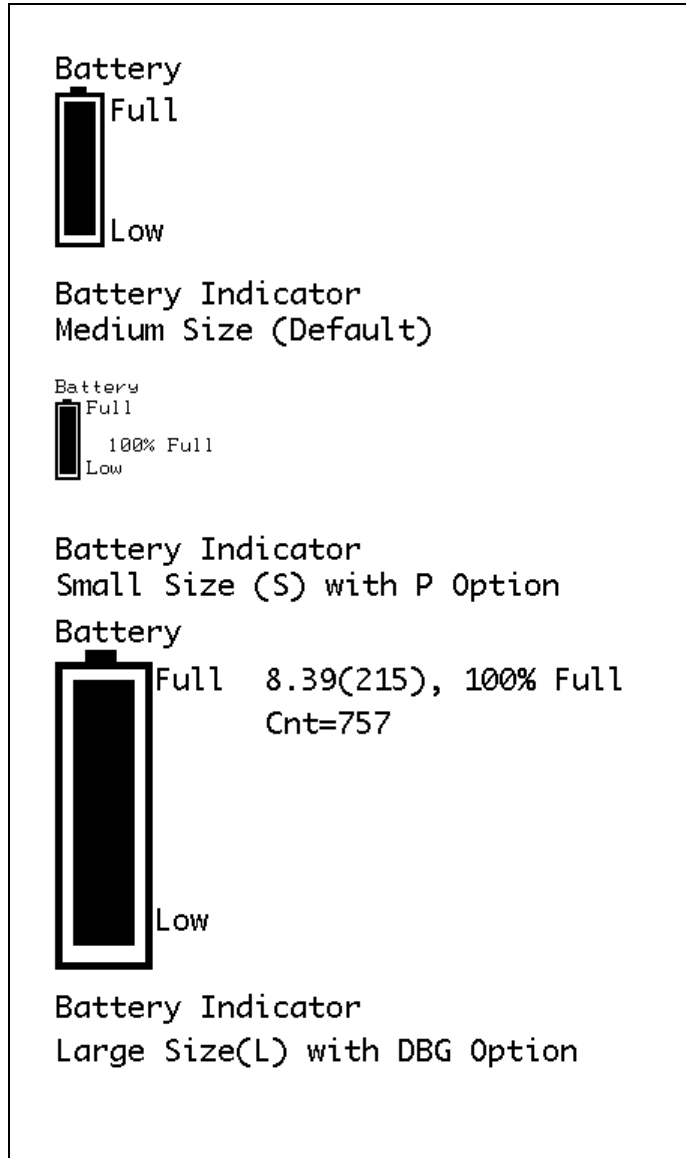 Battery
Full
Low
Battery Indicator
Medium Size (Default)
Battery
Full
100% Full
Low
Battery Indicator
Small Size (S) with P Option
Battery
Full 8.39(215), 100% Full
Cnt=757
Low
Battery Indicator
Large Size(L) with DBG Option